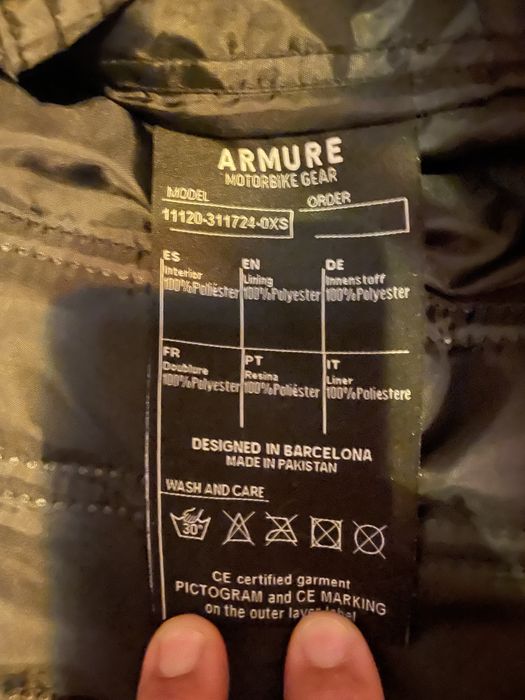 ARMURE
MOTORBIKE GEAR
MODEL
ORDER
11120-311724-0XS
ES
Interior
100%Poliéster
EN
Lining
100%Polyester
DE
Innenstoff
100%Polyester
FR
Doublure
100%Polyester
PT
Resina
100%Poliéster
IT
Liner
100%Poliestere
DESIGNED IN BARCELONA
MADE IN PAKISTAN
WASH AND CARE
30°
CE certified garment
PICTOGRAM and CE MARKING
on the outer layer label